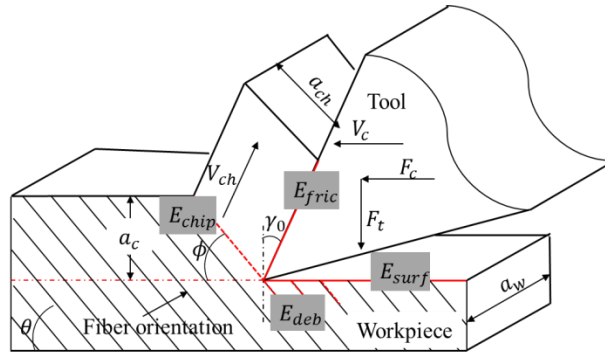 a_ch
Tool
V_c
V_ch
F_c
E_fric
E_chip
γ_0
F_t
a_c
ϕ
E_surf
a_w
E_deb
θ
Fiber orientation
Workpiece